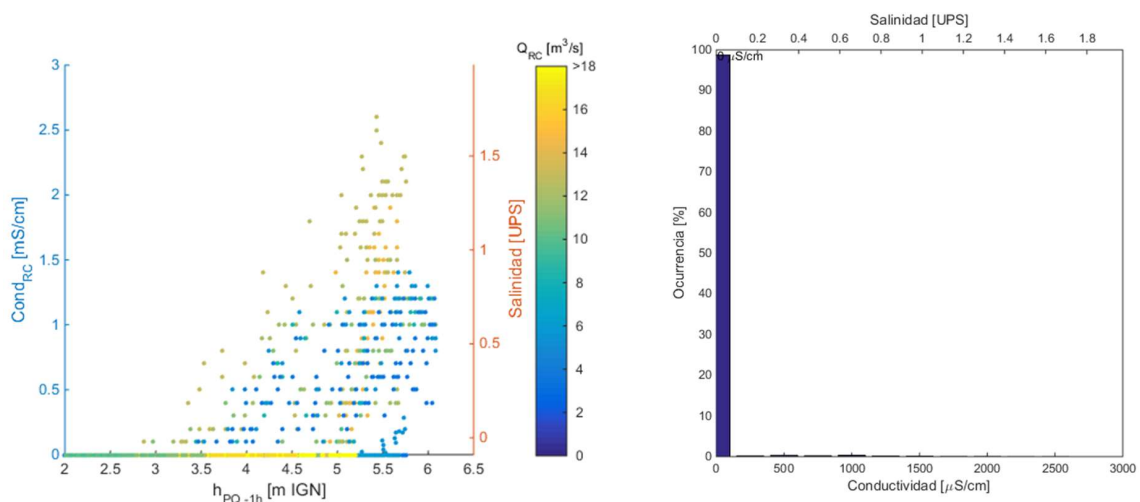 Q_RC [m³/s]
3
2.5
2
1.5
1
0.5
0
Cond_RC [mS/cm]
2 2.5 3 3.5 4 4.5 5 5.5 6 6.5
h_PO,-1h [m IGN]
1.5
1
0.5
0
Salinidad [UPS]
>18
16
14
12
10
8
6
4
2
0
Salinidad [UPS]
0 0.2 0.4 0.6 0.8 1 1.2 1.4 1.6 1.8
100
90
80
70
60
50
40
30
20
10
0
Ocurrencia [%]
0 μS/cm
0 500 1000 1500 2000 2500 3000
Conductividad [μS/cm]